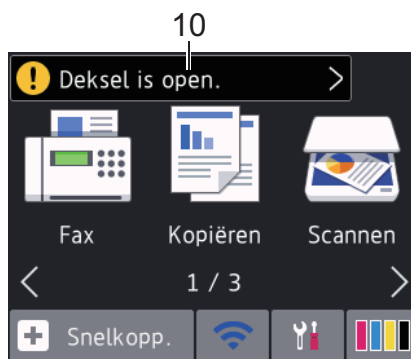 10
Deksel is open.
Fax Kopiëren Scannen
1 / 3
Snelkopp.